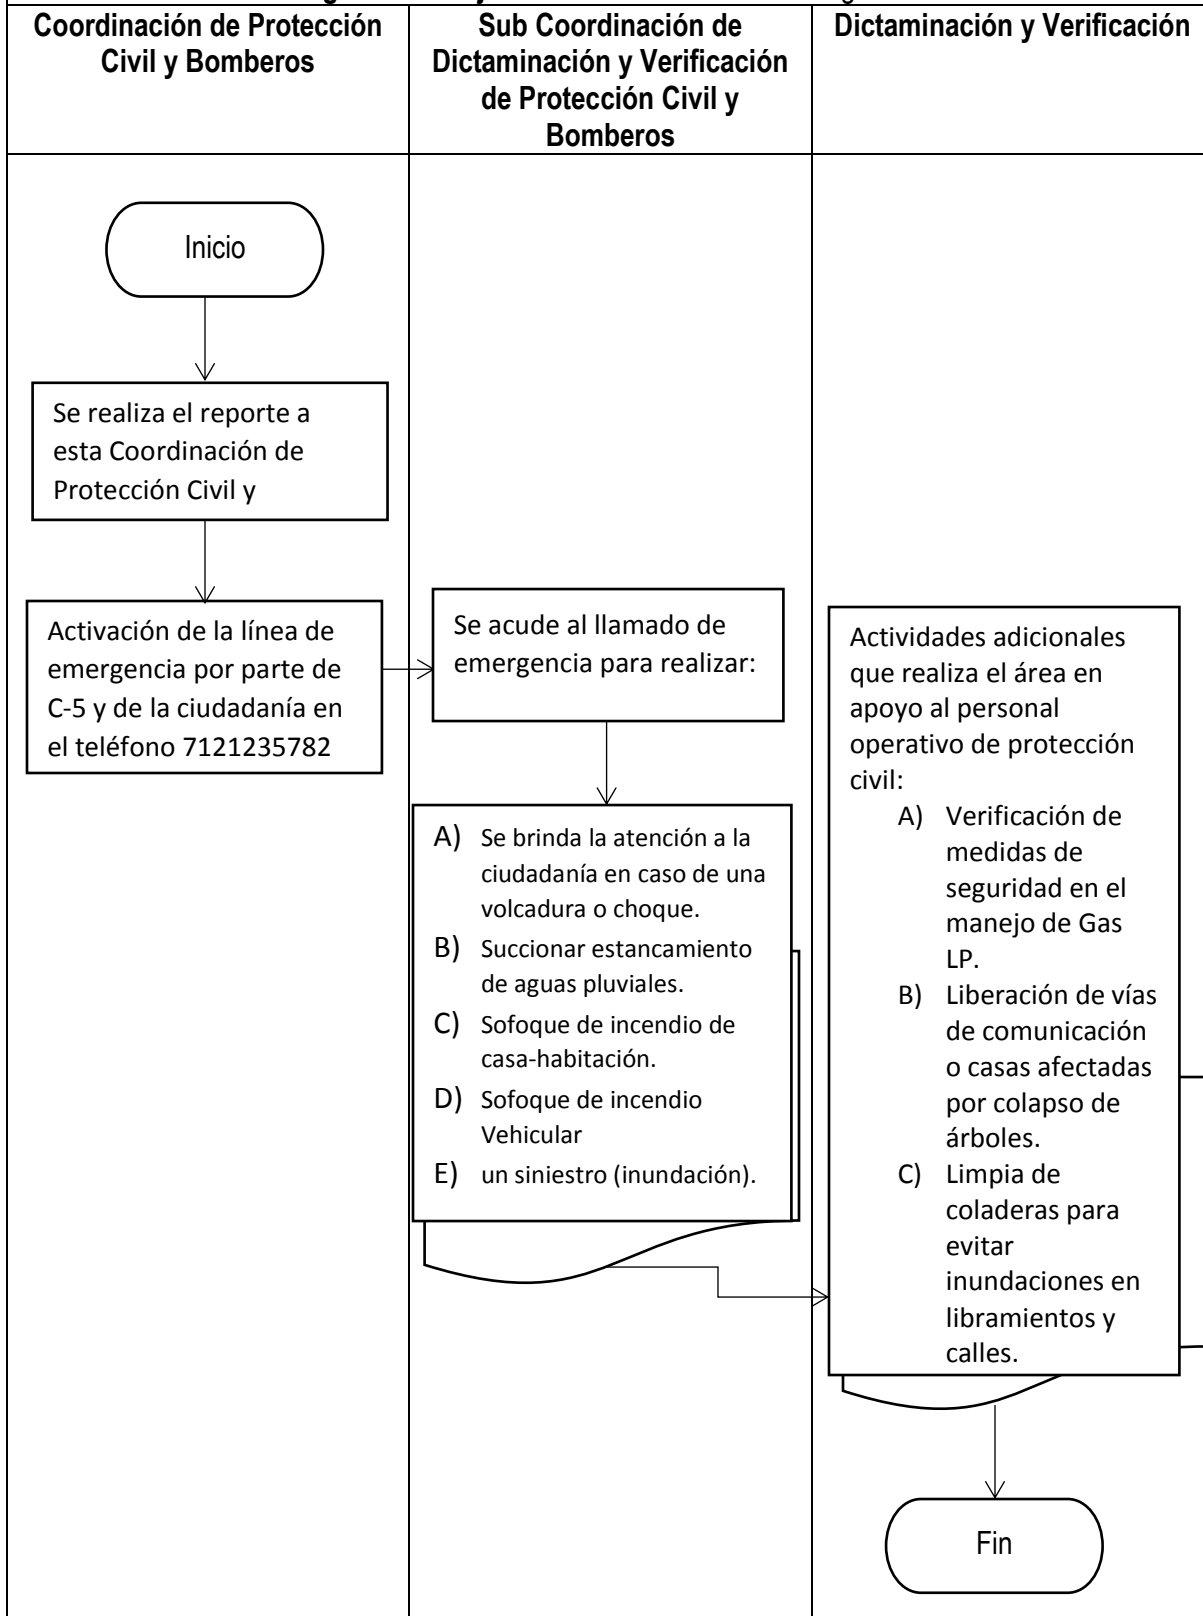 Coordinación de Protección
Civil y Bomberos
Sub Coordinación de
Dictaminación y Verificación
de Protección Civil y
Bomberos
Dictaminación y Verificación
Inicio
Se realiza el reporte a
esta Coordinación de
Protección Civil y
Activación de la línea de
emergencia por parte de
C-5 y de la ciudadanía en
el teléfono 7121235782
Se acude al llamado de
emergencia para realizar:
A) Se brinda la atención a la
ciudadanía en caso de una
volcadura o choque.
B) Succionar estancamiento
de aguas pluviales.
C) Sofoque de incendio de
casa-habitación.
D) Sofoque de incendio
Vehicular
E) un siniestro (inundación).
Actividades adicionales
que realiza el área en
apoyo al personal
operativo de protección
civil:
A) Verificación de
medidas de
seguridad en el
manejo de Gas
LP.
B) Liberación de vías
de comunicación
o casas afectadas
por colapso de
árboles.
C) Limpia de
coladeras para
evitar
inundaciones en
libramientos y
calles.
Fin